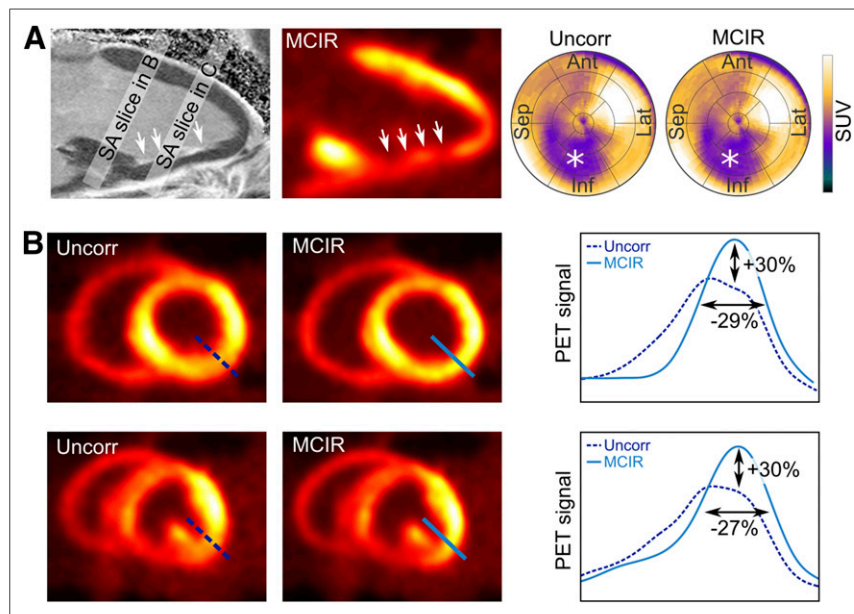 A
SA slice in B
SA slice in C
MCIR
Uncorr
Ant
Sep
Lat
Inf
*
MCIR
Ant
Sep
Lat
Inf
*
SUV
B
Uncorr
MCIR
PET signal
Uncorr
MCIR
+30%
-29%
Uncorr
MCIR
PET signal
Uncorr
MCIR
+30%
-27%